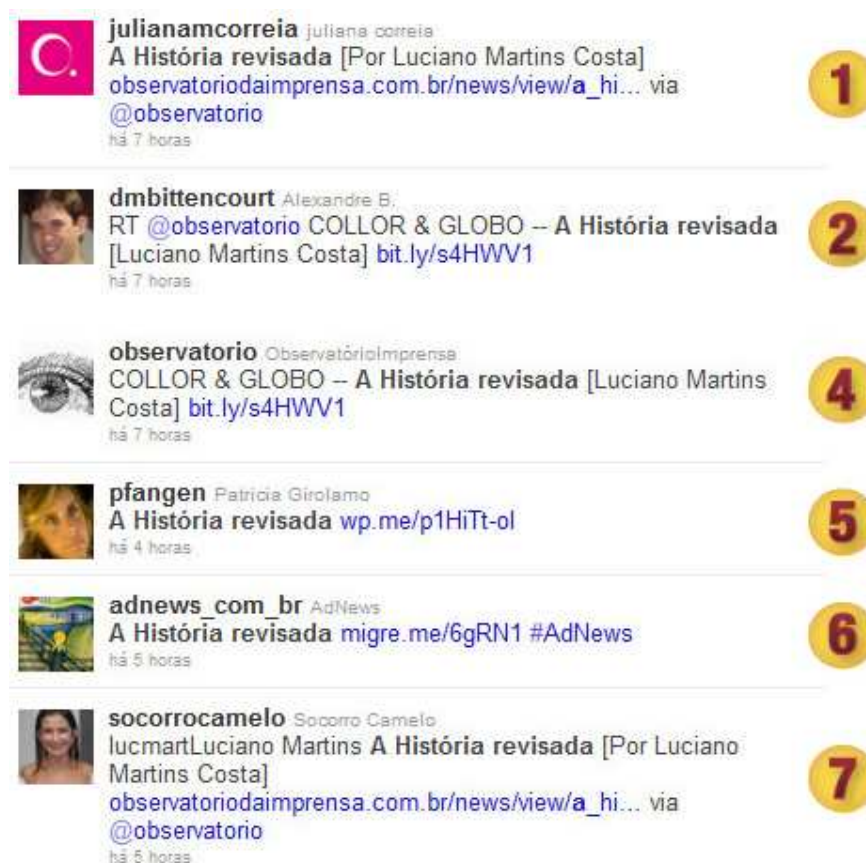 julianamcorreia juliana correia
A História revisada [Por Luciano Martins Costa]
observatoriodaimprensa.com.br/news/view/a_hi... via
@observatorio
há 7 horas
1
dmbittencourt Alexandre B.
RT @observatorio COLLOR & GLOBO -- A História revisada
[Luciano Martins Costa] bit.ly/s4HWV1
há 7 horas
2
observatorio ObservatórioImprensa
COLLOR & GLOBO -- A História revisada [Luciano Martins
Costa] bit.ly/s4HWV1
há 7 horas
4
pfangen Patricia Girolamo
A História revisada wp.me/p1HiTt-ol
há 4 horas
5
adnews_com_br AdNews
A História revisada migre.me/6gRN1 #AdNews
há 5 horas
6
socorrocamelo Socorro Camelo
lucmartLuciano Martins A História revisada [Por Luciano
Martins Costa]
observatoriodaimprensa.com.br/news/view/a_hi... via
@observatorio
há 5 horas
7